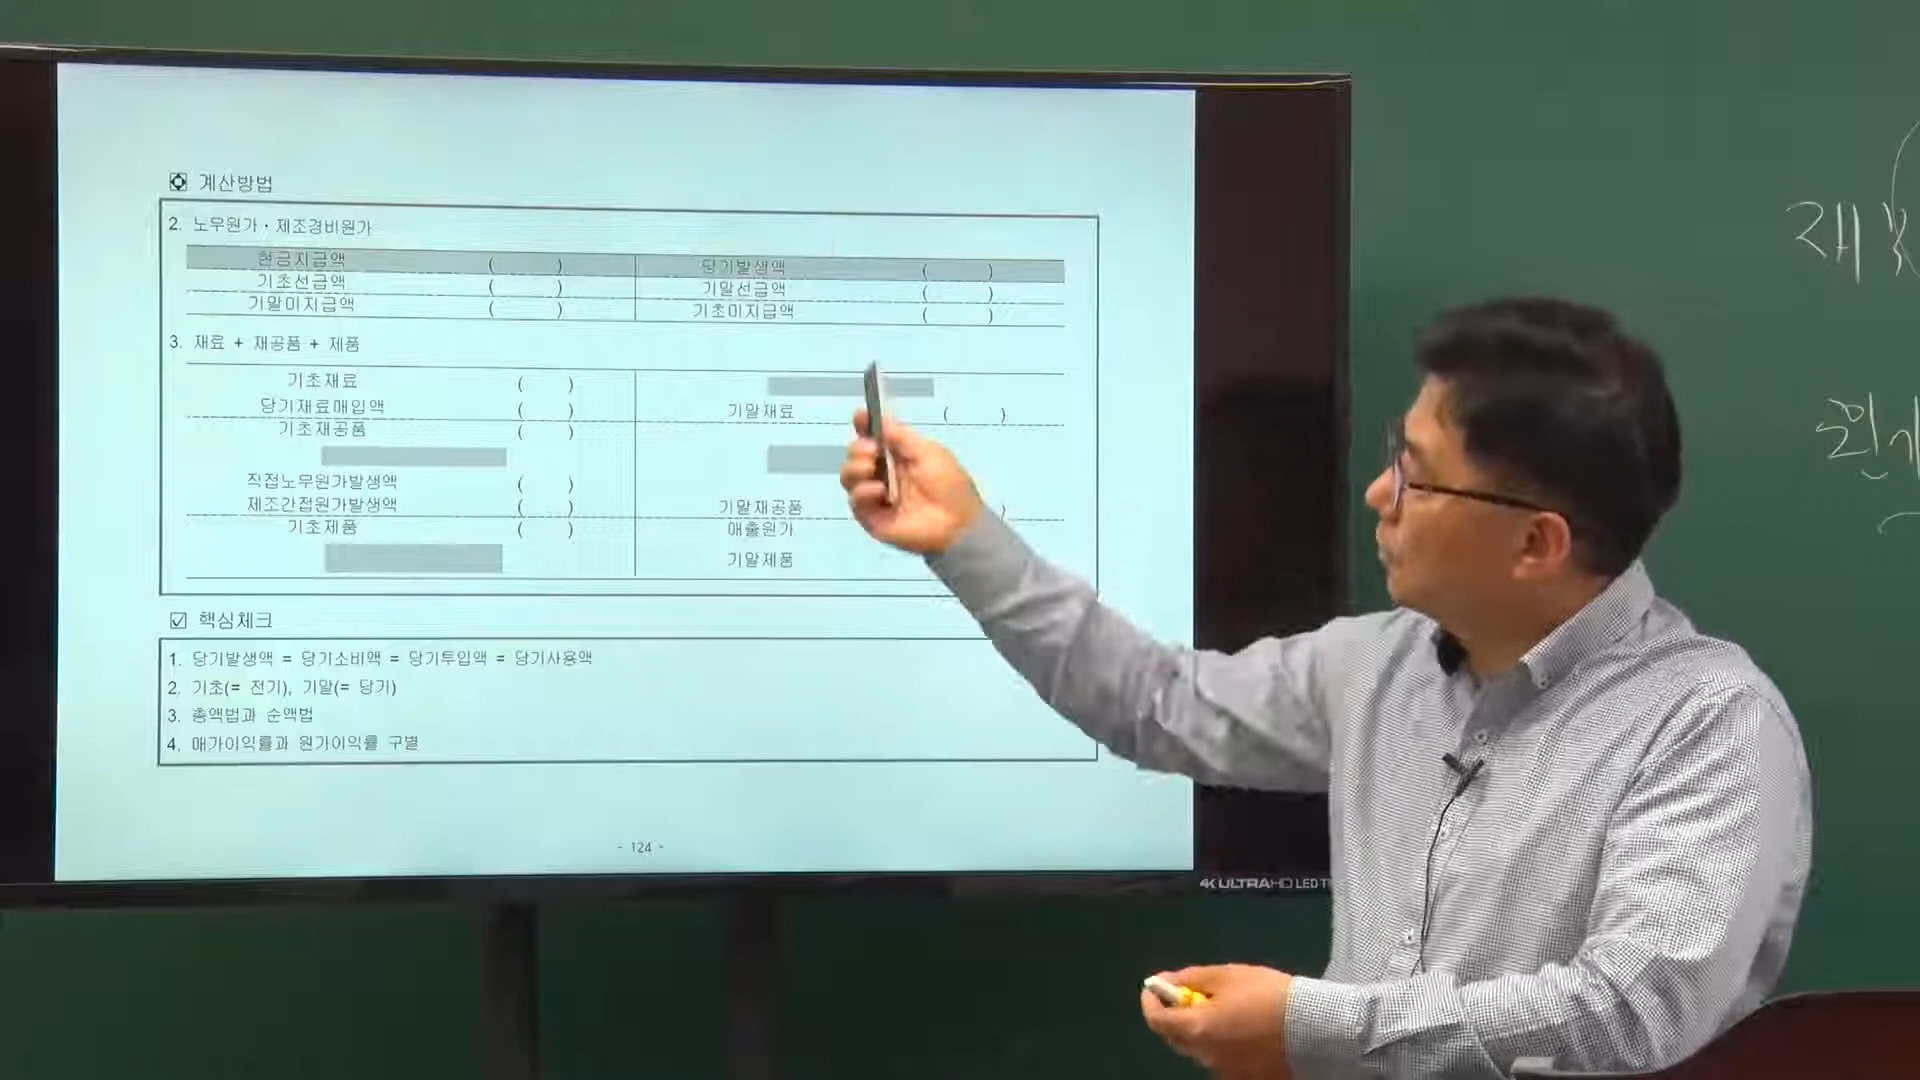 계산방법
2. 노무원가 · 제조경비원가
현금지급액 ( ) 당기발생액 ( )
기초선급액 ( ) 기말선급액 ( )
기말미지급액 ( ) 기초미지급액 ( )
3. 재료 + 재공품 + 제품
기초재료 ( )
당기재료매입액 ( ) 기말재료 ( )
기초재공품 ( )
직접노무원가발생액 ( )
제조간접원가발생액 ( ) 기말재공품 )
기초제품 ( ) 매출원가
기말제품
☑ 핵심체크
1. 당기발생액 = 당기소비액 = 당기투입액 = 당기사용액
2. 기초(= 전기), 기말(= 당기)
3. 총액법과 순액법
4. 매가이익률과 원가이익률 구별
- 124 -
4K ULTRA HD LED T
원가